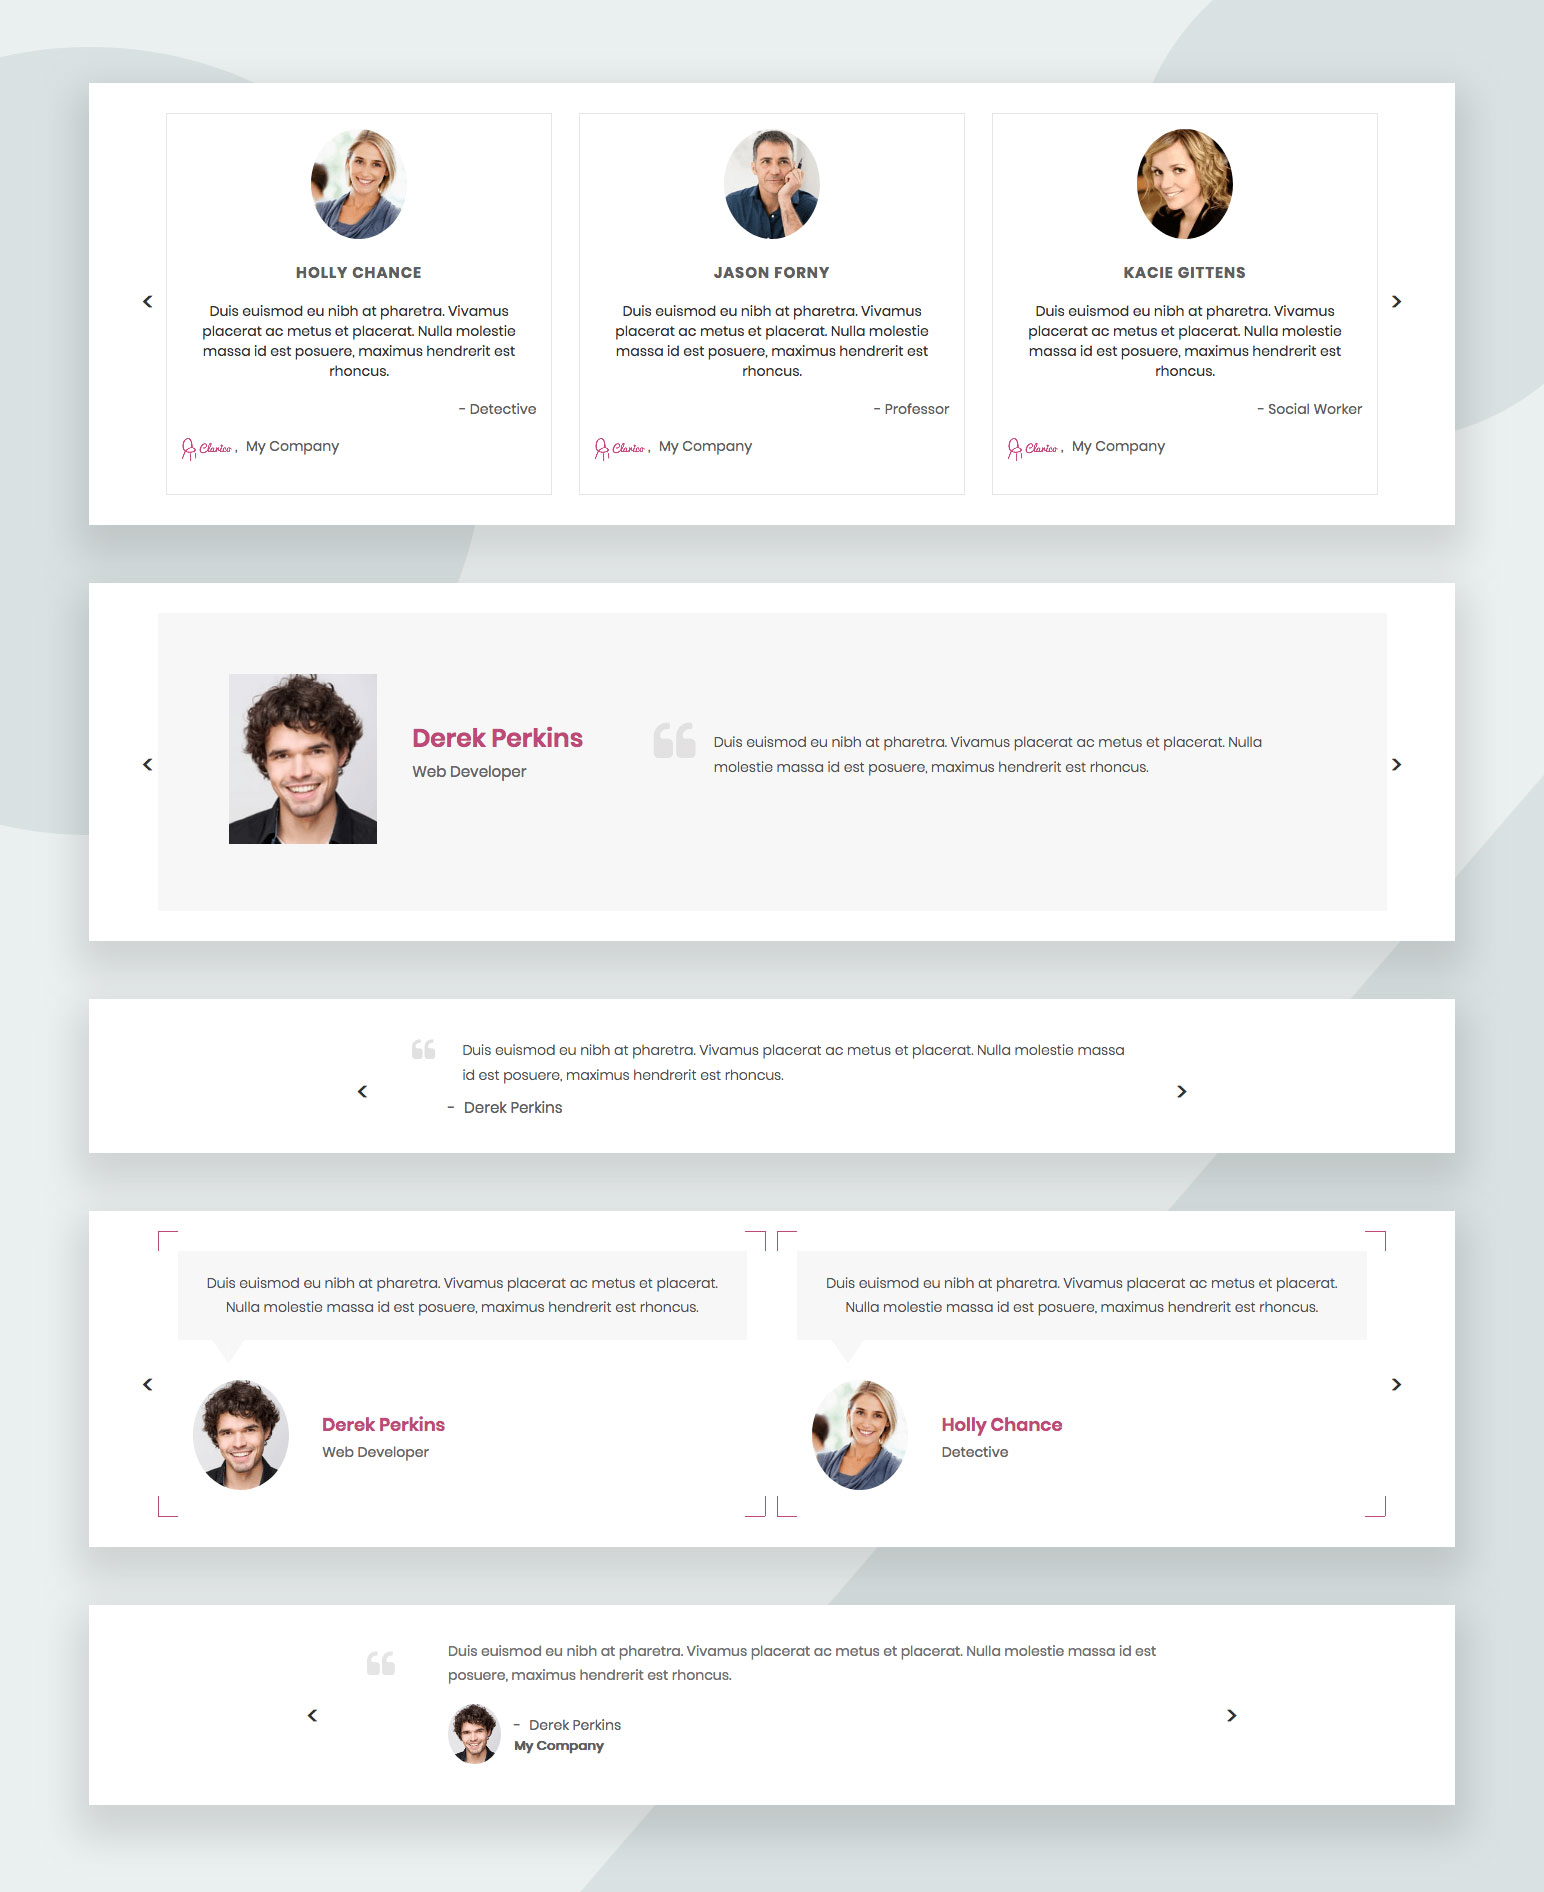 HOLLY CHANCE
Duis euismod eu nibh at pharetra. Vivamus
placerat ac metus et placerat. Nulla molestie
massa id est posuere, maximus hendrerit est
rhoncus.
- Detective
Clarico , My Company
JASON FORNY
Duis euismod eu nibh at pharetra. Vivamus
placerat ac metus et placerat. Nulla molestie
massa id est posuere, maximus hendrerit est
rhoncus.
- Professor
Clarico , My Company
KACIE GITTENS
Duis euismod eu nibh at pharetra. Vivamus
placerat ac metus et placerat. Nulla molestie
massa id est posuere, maximus hendrerit est
rhoncus.
- Social Worker
Clarico , My Company
Derek Perkins
Web Developer
Duis euismod eu nibh at pharetra. Vivamus placerat ac metus et placerat. Nulla
molestie massa id est posuere, maximus hendrerit est rhoncus.
Duis euismod eu nibh at pharetra. Vivamus placerat ac metus et placerat. Nulla molestie massa
id est posuere, maximus hendrerit est rhoncus.
- Derek Perkins
Duis euismod eu nibh at pharetra. Vivamus placerat ac metus et placerat.
Nulla molestie massa id est posuere, maximus hendrerit est rhoncus.
Derek Perkins
Web Developer
Duis euismod eu nibh at pharetra. Vivamus placerat ac metus et placerat.
Nulla molestie massa id est posuere, maximus hendrerit est rhoncus.
Holly Chance
Detective
Duis euismod eu nibh at pharetra. Vivamus placerat ac metus et placerat. Nulla molestie massa id est
posuere, maximus hendrerit est rhoncus.
- Derek Perkins
My Company